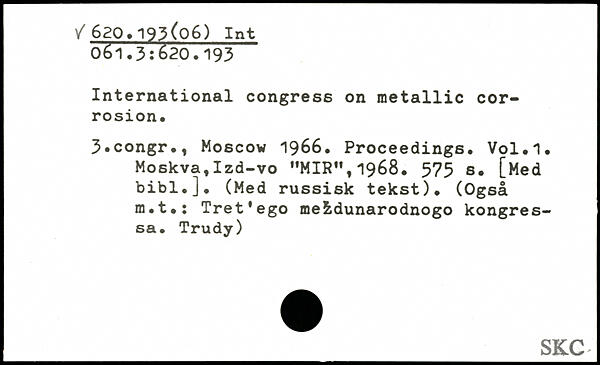 √ 620.193(06) Int
061.3:620.193
International congress on metallic cor-
rosion.
3.congr., Moscow 1966. Proceedings. Vol.1.
Moskva,Izd-vo "MIR",1968. 575 s. [Med
bibl.]. (Med russisk tekst). (Også
m.t.: Tret'ego meždunarodnogo kongres-
sa. Trudy)
SKC